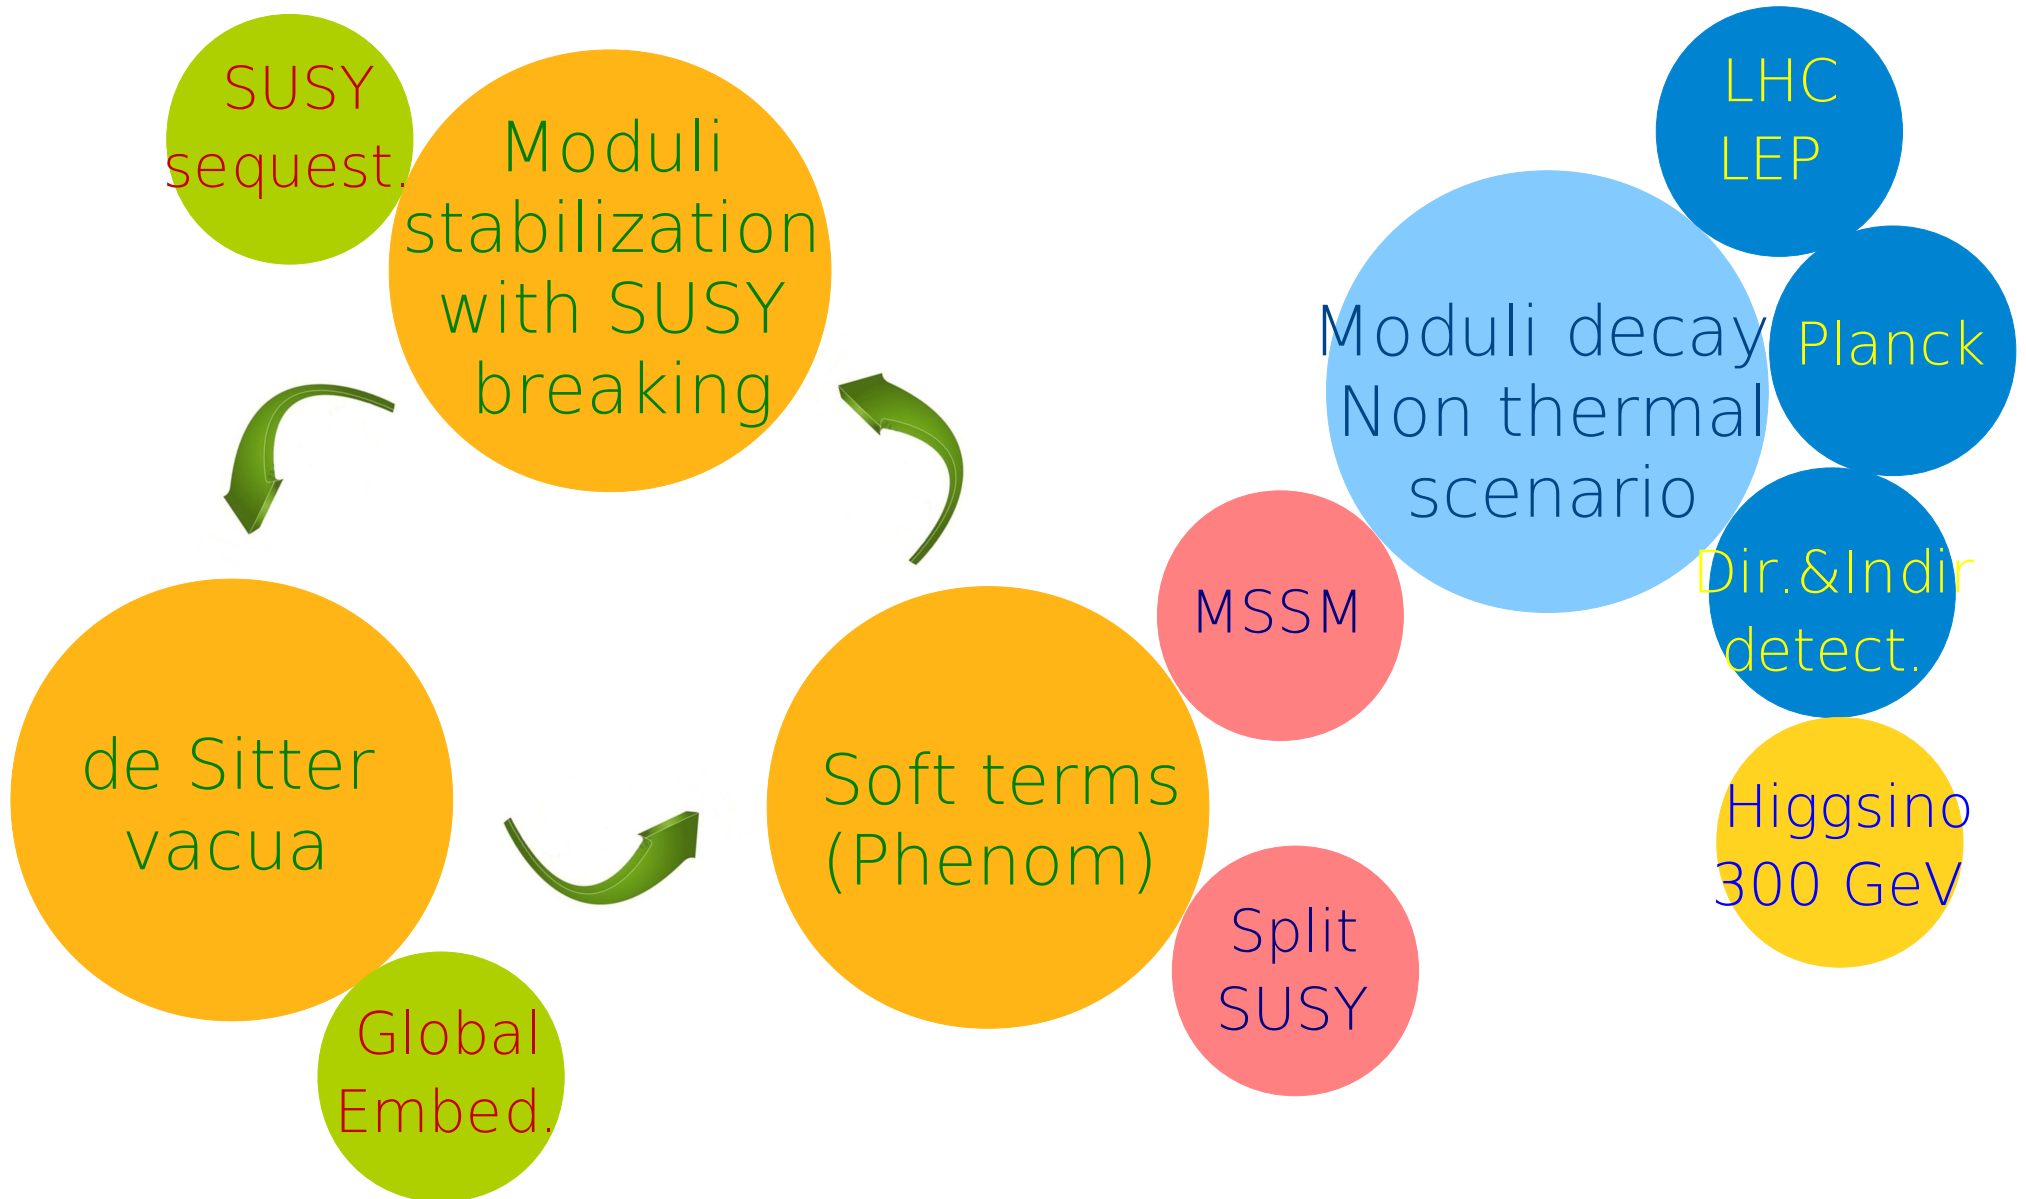 SUSY
sequest.
Moduli
stabilization
with SUSY
breaking
de Sitter
vacua
Global
Embed.
Soft terms
(Phenom)
MSSM
Split
SUSY
Moduli decay
Non thermal
scenario
LHC
LEP
Planck
Dir.&Indir
detect.
Higgsino
300 GeV